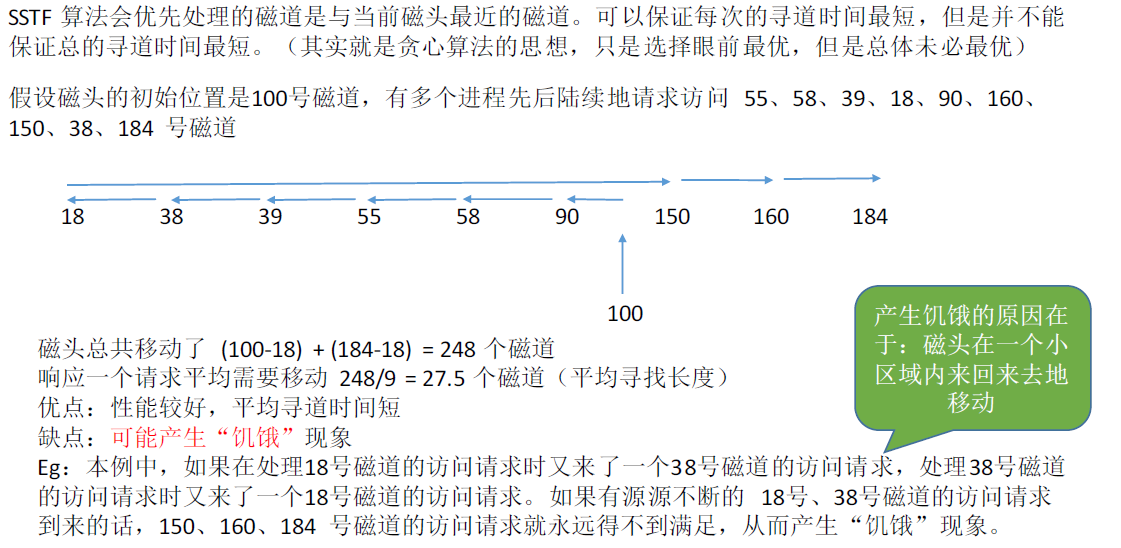 SSTF 算法会优先处理的磁道是与当前磁头最近的磁道。可以保证每次的寻道时间最短，但是并不能
保证总的寻道时间最短。（其实就是贪心算法的思想，只是选择眼前最优，但是总体未必最优）
假设磁头的初始位置是100号磁道，有多个进程先后陆续地请求访问 55、58、39、18、90、160、
150、38、184 号磁道
18 38 39 55 58 90 150 160 184
100
产生饥饿的原因在
于：磁头在一个小
区域内来回来去地
移动
磁头总共移动了 (100-18) + (184-18) = 248 个磁道
响应一个请求平均需要移动 248/9 = 27.5 个磁道（平均寻找长度）
优点：性能较好，平均寻道时间短
缺点：可能产生“饥饿”现象
Eg：本例中，如果在处理18号磁道的访问请求时又来了一个38号磁道的访问请求，处理38号磁道
的访问请求时又来了一个18号磁道的访问请求。如果有源源不断的 18号、38号磁道的访问请求
到来的话，150、160、184 号磁道的访问请求就永远得不到满足，从而产生“饥饿”现象。